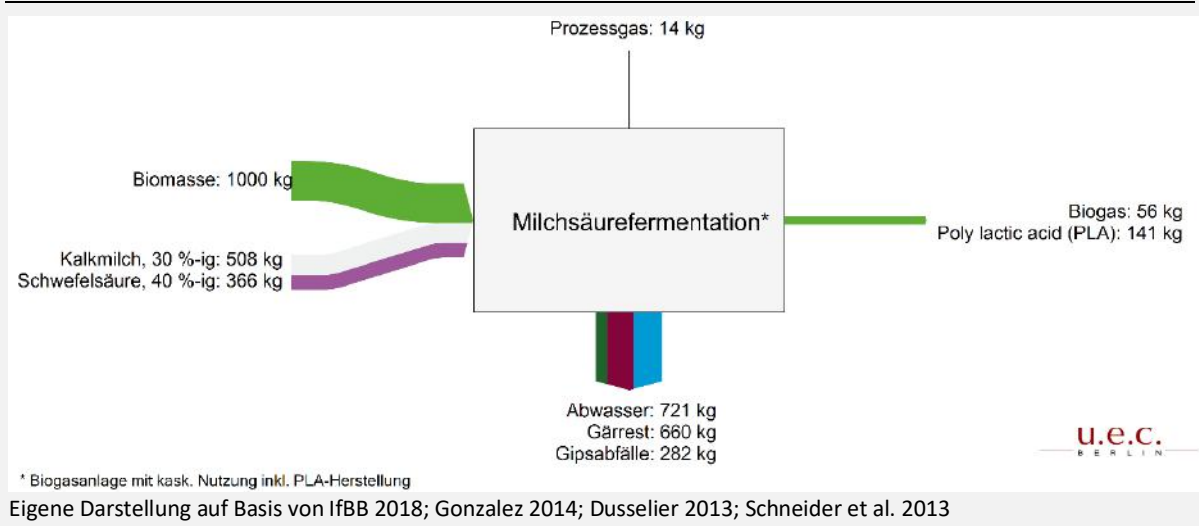 Prozessgas: 14 kg
Biomasse: 1000 kg
Kalkmilch, 30 %-ig: 508 kg
Schwefelsäure, 40 %-ig: 366 kg
Milchsäurefermentation*
Biogas: 56 kg
Poly lactic acid (PLA): 141 kg
Abwasser: 721 kg
Gärrest: 660 kg
Gipsabfälle: 282 kg
u.e.c.
BERLIN
* Biogasanlage mit kask. Nutzung inkl. PLA-Herstellung
Eigene Darstellung auf Basis von IfBB 2018; Gonzalez 2014; Dusselier 2013; Schneider et al. 2013